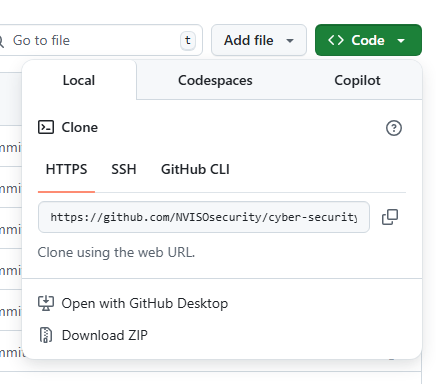 Go to file
t
Add file
Code
Local
Codespaces
Copilot
Clone
HTTPS
SSH
GitHub CLI
https://github.com/NVISOsecurity/cyber-security
Clone using the web URL.
Open with GitHub Desktop
Download ZIP